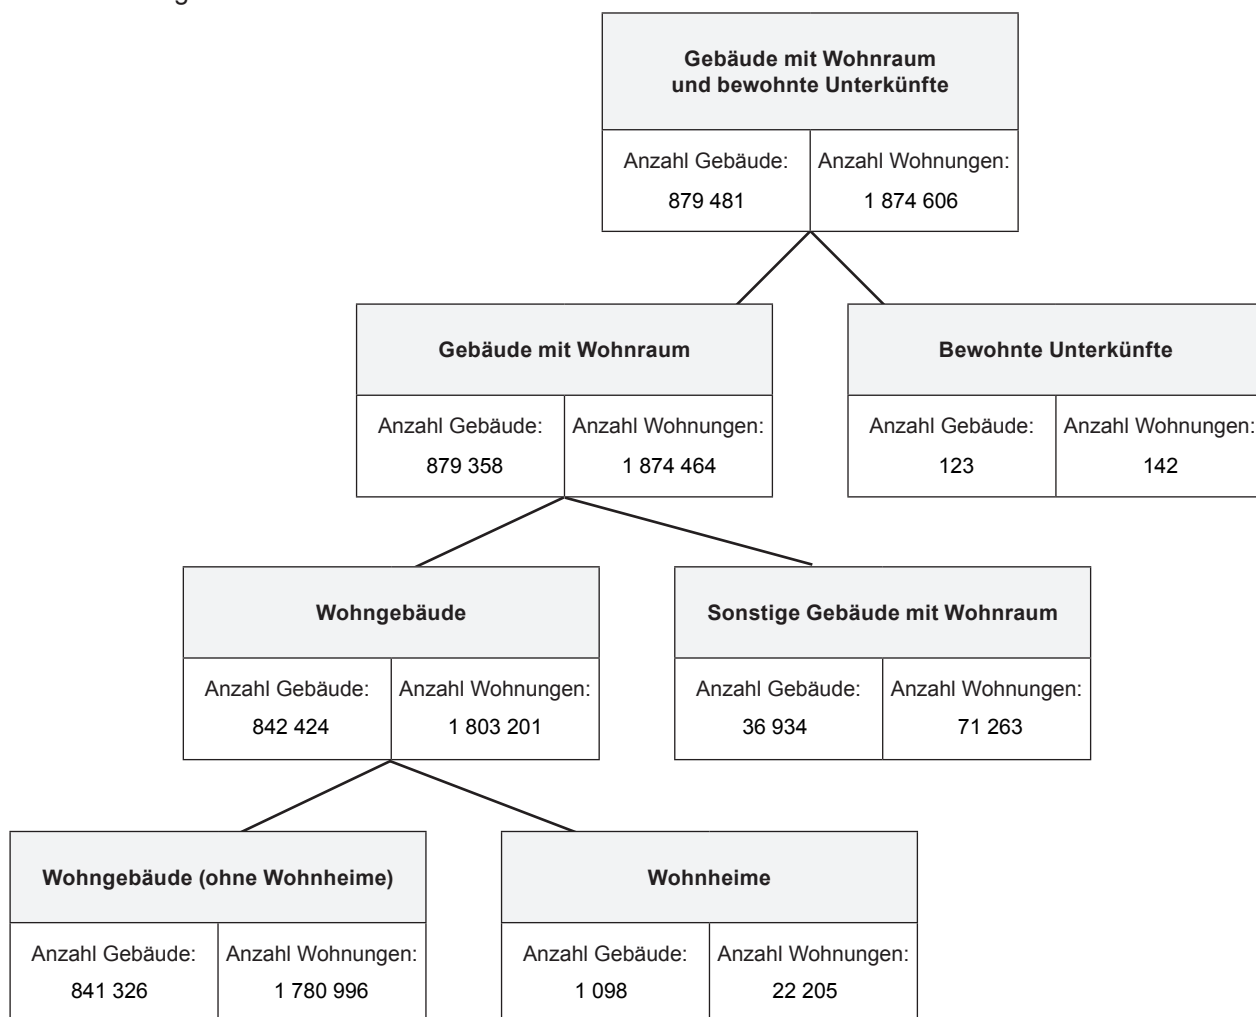 Gebäude mit Wohnraum
und bewohnte Unterkünfte
Anzahl Gebäude:
879 481
Anzahl Wohnungen:
1 874 606
Gebäude mit Wohnraum
Anzahl Gebäude:
879 358
Anzahl Wohnungen:
1 874 464
Bewohnte Unterkünfte
Anzahl Gebäude:
123
Anzahl Wohnungen:
142
Wohngebäude
Anzahl Gebäude:
842 424
Anzahl Wohnungen:
1 803 201
Sonstige Gebäude mit Wohnraum
Anzahl Gebäude:
36 934
Anzahl Wohnungen:
71 263
Wohngebäude (ohne Wohnheime)
Anzahl Gebäude:
841 326
Anzahl Wohnungen:
1 780 996
Wohnheime
Anzahl Gebäude:
1 098
Anzahl Wohnungen:
22 205